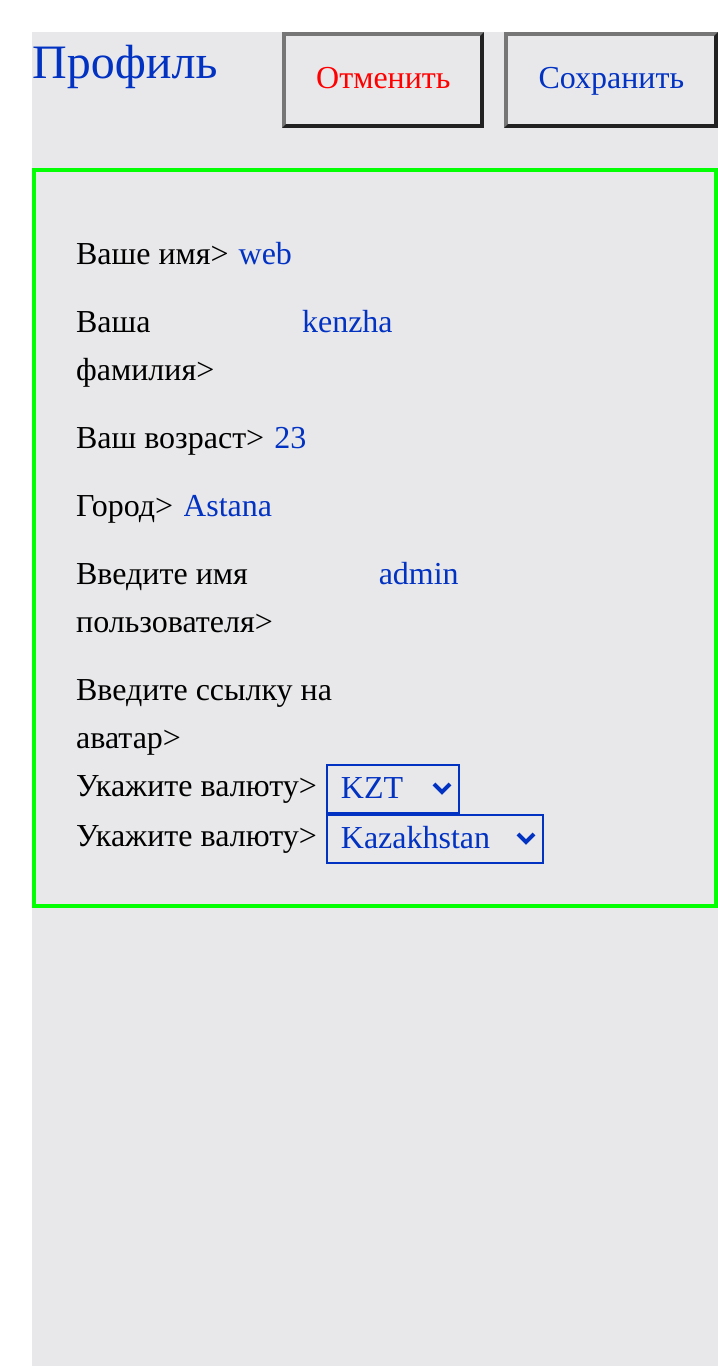 Профиль Отменить Сохранить
Ваше имя> web
Ваша kenzha
фамилия>
Ваш возраст> 23
Город> Astana
Введите имя admin
пользователя>
Введите ссылку на
аватар>
Укажите валюту> KZT
Укажите валюту> Kazakhstan